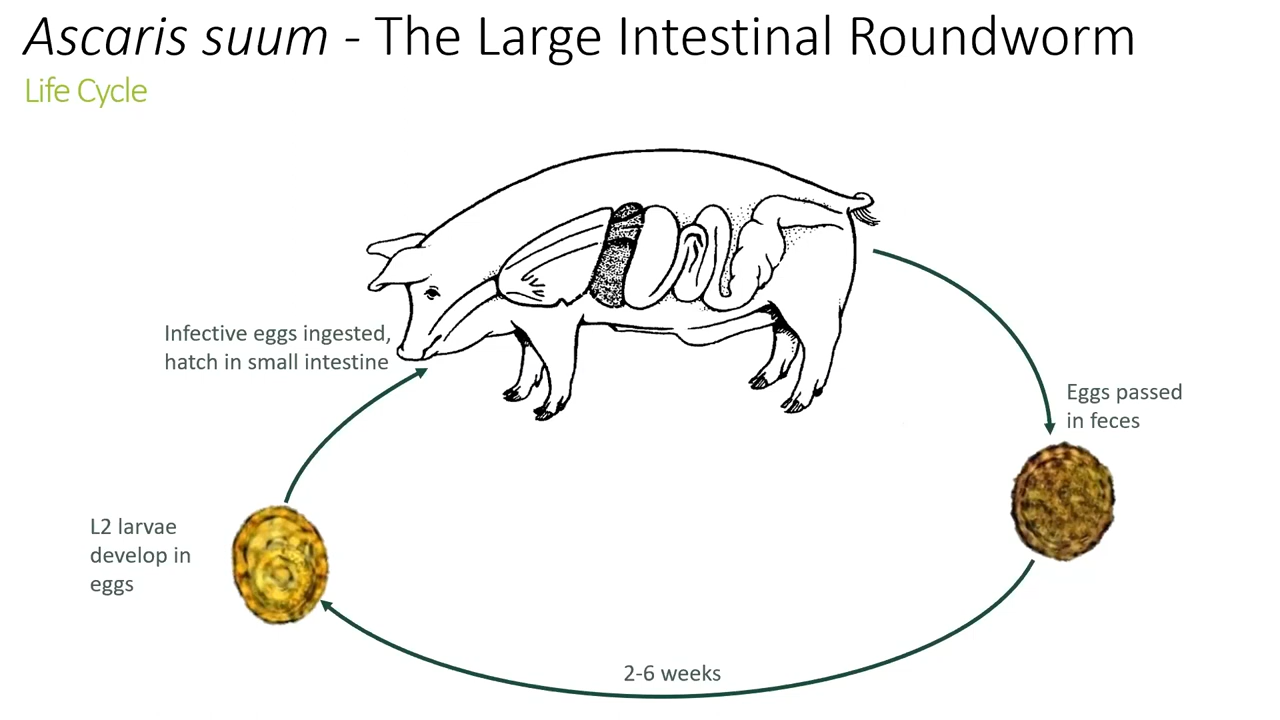 Ascaris suum - The Large Intestinal Roundworm
Life Cycle
Infective eggs ingested,
hatch in small intestine
Eggs passed
in feces
L2 larvae
develop in
eggs
2-6 weeks